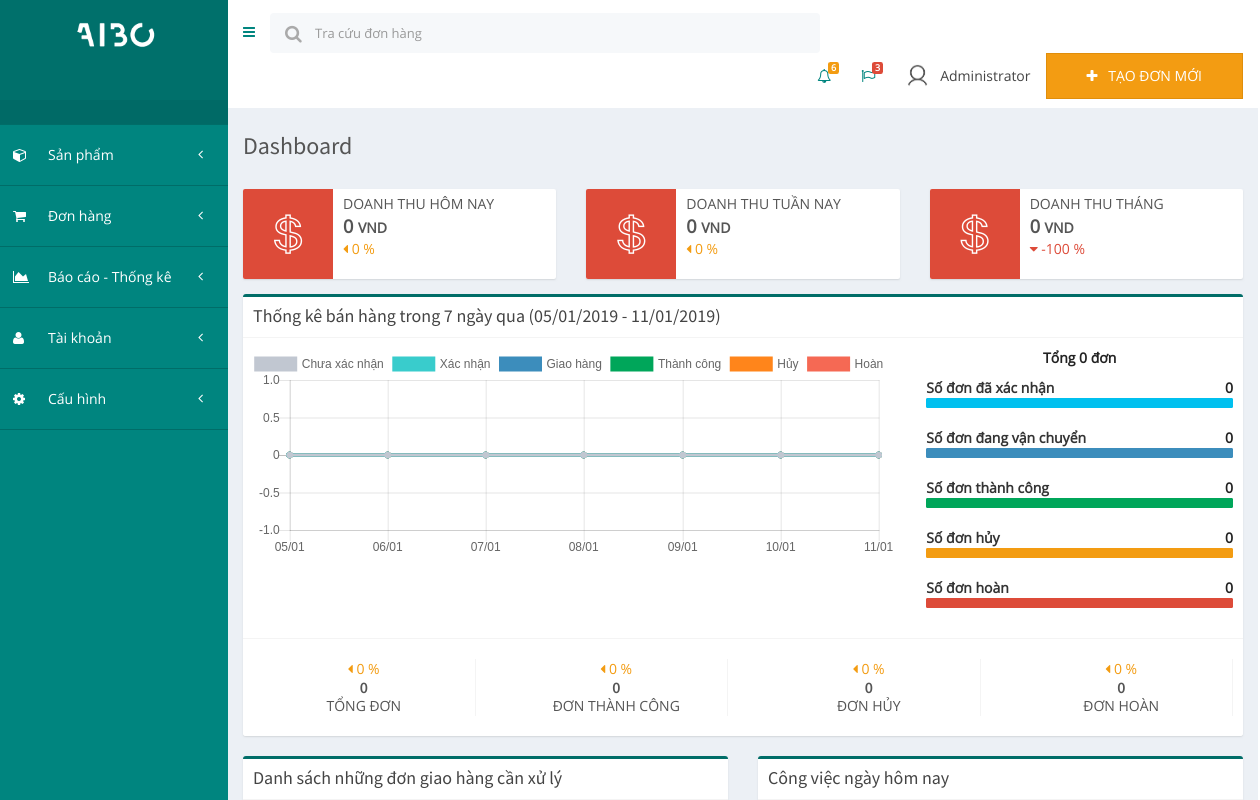 AIBO
Tra cứu đơn hàng
6
3
Administrator
TẠO ĐƠN MỚI
Sản phẩm
Đơn hàng
Báo cáo - Thống kê
Tài khoản
Cấu hình
Dashboard
DOANH THU HÔM NAY
0 VND
0 %
DOANH THU TUẦN NAY
0 VND
0 %
DOANH THU THÁNG
0 VND
-100 %
Thống kê bán hàng trong 7 ngày qua (05/01/2019 - 11/01/2019)
Chưa xác nhận Xác nhận Giao hàng Thành công Hủy Hoàn
1.0
0.5
0
-0.5
-1.0
05/01 06/01 07/01 08/01 09/01 10/01 11/01
Tổng 0 đơn
Số đơn đã xác nhận 0
Số đơn đang vận chuyển 0
Số đơn thành công 0
Số đơn hủy 0
Số đơn hoàn 0
0 %
0
TỔNG ĐƠN
0 %
0
ĐƠN THÀNH CÔNG
0 %
0
ĐƠN HỦY
0 %
0
ĐƠN HOÀN
Danh sách những đơn giao hàng cần xử lý
Công việc ngày hôm nay